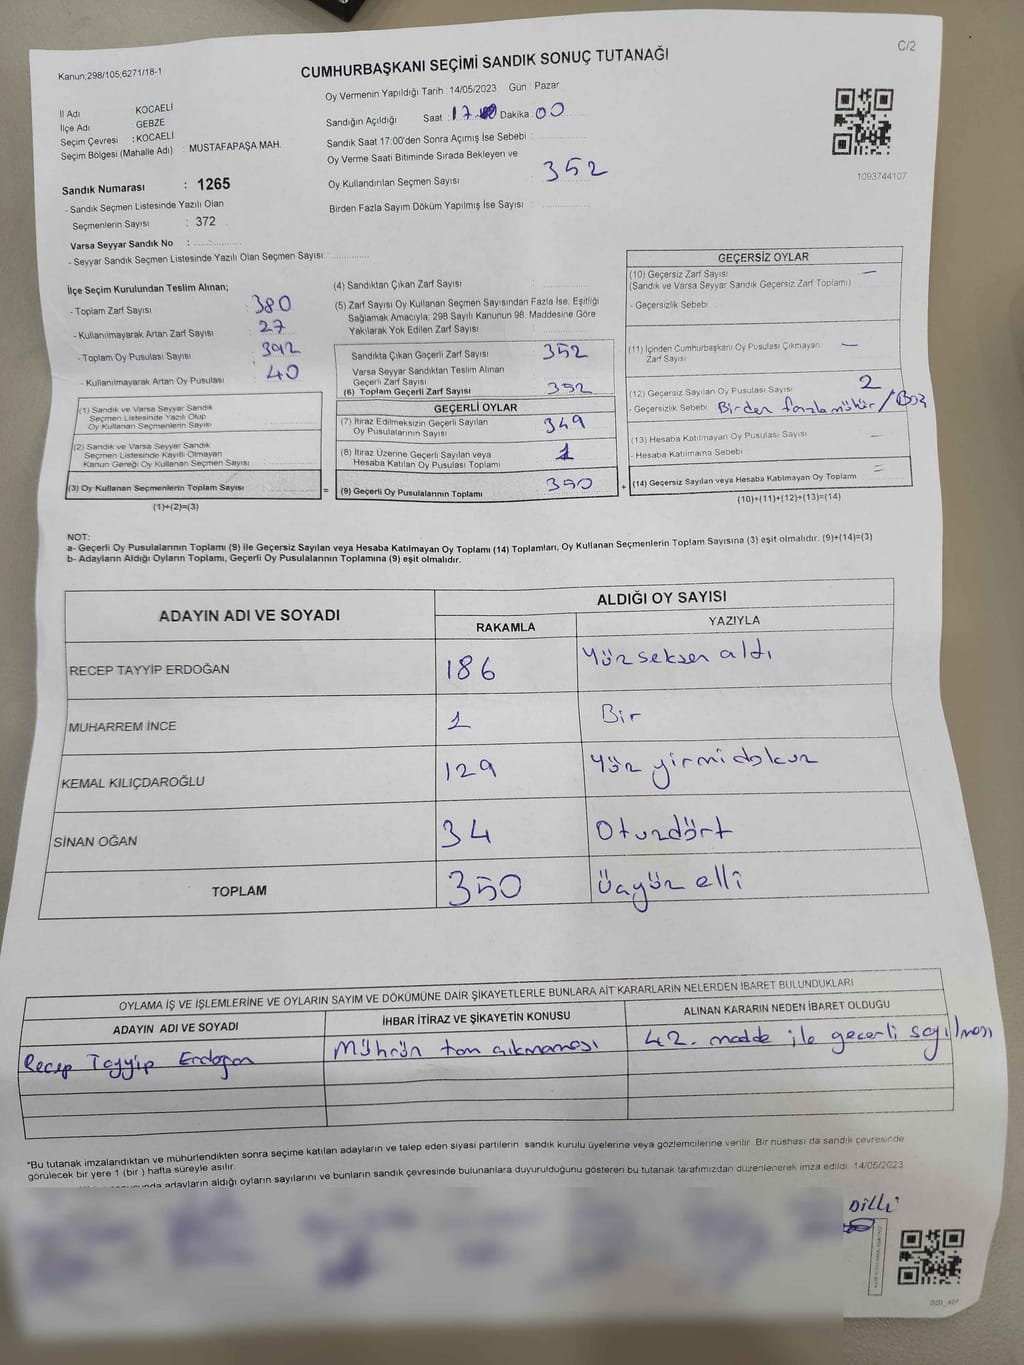 C/2
Kanun;298/105;6271/18-1
CUMHURBAŞKANI SEÇİMİ SANDIK SONUÇ TUTANAĞI
İl Adı KOCAELİ
İlçe Adı GEBZE
Seçim Çevresi : KOCAELİ
Seçim Bölgesi (Mahalle Adı) : MUSTAFAPAŞA MAH.
Sandık Numarası : 1265
- Sandık Seçmen Listesinde Yazılı Olan
Seçmenlerin Sayısı : 372
Varsa Seyyar Sandık No :
- Seyyar Sandık Seçmen Listesinde Yazılı Olan Seçmen Sayısı:
Oy Vermenin Yapıldığı Tarih : 14/05/2023 Gün : Pazar
Sandığın Açıldığı Saat : 17.00 Dakika : 00
Sandık Saat 17:00'den Sonra Açımış İse Sebebi :
Oy Verme Saati Bitiminde Sırada Bekleyen ve
Oy Kullandırılan Seçmen Sayısı : 352
Birden Fazla Sayım Döküm Yapılmış İse Sayısı :
1093744107
İlçe Seçim Kurulundan Teslim Alınan;
- Toplam Zarf Sayısı : 380
- Kullanılmayarak Artan Zarf Sayısı : 27
- Toplam Oy Pusulası Sayısı : 392
- Kullanılmayarak Artan Oy Pusulası : 40
(1) Sandık ve Varsa Seyyar Sandık
Seçmen Listesinde Yazılı Olup
Oy Kullanan Seçmenlerin Sayısı
(2) Sandık ve Varsa Seyyar Sandık
Seçmen Listesinde Kayıtlı Olmayan
Kanun Gereği Oy Kullanan Seçmen Sayısı
(3) Oy Kullanan Seçmenlerin Toplam Sayısı
(1)+(2)=(3)
(4) Sandıktan Çıkan Zarf Sayısı :
(5) Zarf Sayısı Oy Kullanan Seçmen Sayısından Fazla İse, Eşitliği
Sağlamak Amacıyla; 298 Sayılı Kanunun 98. Maddesine Göre
Yakılarak Yok Edilen Zarf Sayısı :
Sandıkta Çıkan Geçerli Zarf Sayısı : 352
Varsa Seyyar Sandıktan Teslim Alınan
Geçerli Zarf Sayısı
(6) Toplam Geçerli Zarf Sayısı : 352
GEÇERLİ OYLAR
(7) İtiraz Edilmeksizin Geçerli Sayılan
Oy Pusulalarının Sayısı : 349
(8) İtiraz Üzerine Geçerli Sayılan veya
Hesaba Katılan Oy Pusulası Toplamı : 1
= (9) Geçerli Oy Pusulalarının Toplamı : 350 +
GEÇERSİZ OYLAR
(10) Geçersiz Zarf Sayısı : —
(Sandık ve Varsa Seyyar Sandık Geçersiz Zarf Toplamı)
- Geçersizlik Sebebi :
(11) İçinden Cumhurbaşkanı Oy Pusulası Çıkmayan —
Zarf Sayısı
(12) Geçersiz Sayılan Oy Pusulası Sayısı : 2
- Geçersizlik Sebebi : Birden fazla mühür / Boş
(13) Hesaba Katılmayan Oy Pusulası Sayısı : —
- Hesaba Katılmama Sebebi
(14) Geçersiz Sayılan veya Hesaba Katılmayan Oy Toplamı : =
(10)+(11)+(12)+(13)=(14)
NOT:
a- Geçerli Oy Pusulalarının Toplamı (9) ile Geçersiz Sayılan veya Hesaba Katılmayan Oy Toplamı (14) Toplamları, Oy Kullanan Seçmenlerin Toplam Sayısına (3) eşit olmalıdır. (9)+(14)=(3)
b- Adayların Aldığı Oyların Toplamı, Geçerli Oy Pusulalarının Toplamına (9) eşit olmalıdır.
ADAYIN ADI VE SOYADI ALDIĞI OY SAYISI
RAKAMLA YAZIYLA
RECEP TAYYİP ERDOĞAN 186 Yüzseksen altı
MUHARREM İNCE 1 Bir
KEMAL KILIÇDAROĞLU 129 Yüz yirmidokuz
SİNAN OĞAN 34 Otuzdört
TOPLAM 350 Üçyüz elli
OYLAMA İŞ VE İŞLEMLERİNE VE OYLARIN SAYIM VE DÖKÜMÜNE DAİR ŞİKAYETLERLE BUNLARA AİT KARARLARIN NELERDEN İBARET BULUNDUKLARI
ADAYIN ADI VE SOYADI İHBAR İTİRAZ VE ŞİKAYETİN KONUSU ALINAN KARARIN NEDEN İBARET OLDUĞU
Recep Tayyip Erdoğan Mührün tam çıkmaması 42. madde ile geçerli sayılması
*Bu tutanak imzalandıktan ve mühürlendikten sonra seçime katılan adayların ve talep eden siyasi partilerin sandık kurulu üyelerine veya gözlemcilerine verilir. Bir nüshası da sandık çevresinde
görülecek bir yere 1 (bir) hafta süreyle asılır.
adayların aldığı oyların sayılarını ve bunların sandık çevresinde bulunanlara duyurulduğunu gösteren bu tutanak tarafımızdan düzenlenerek imza edildi. 14/05/2023
DİLLİ